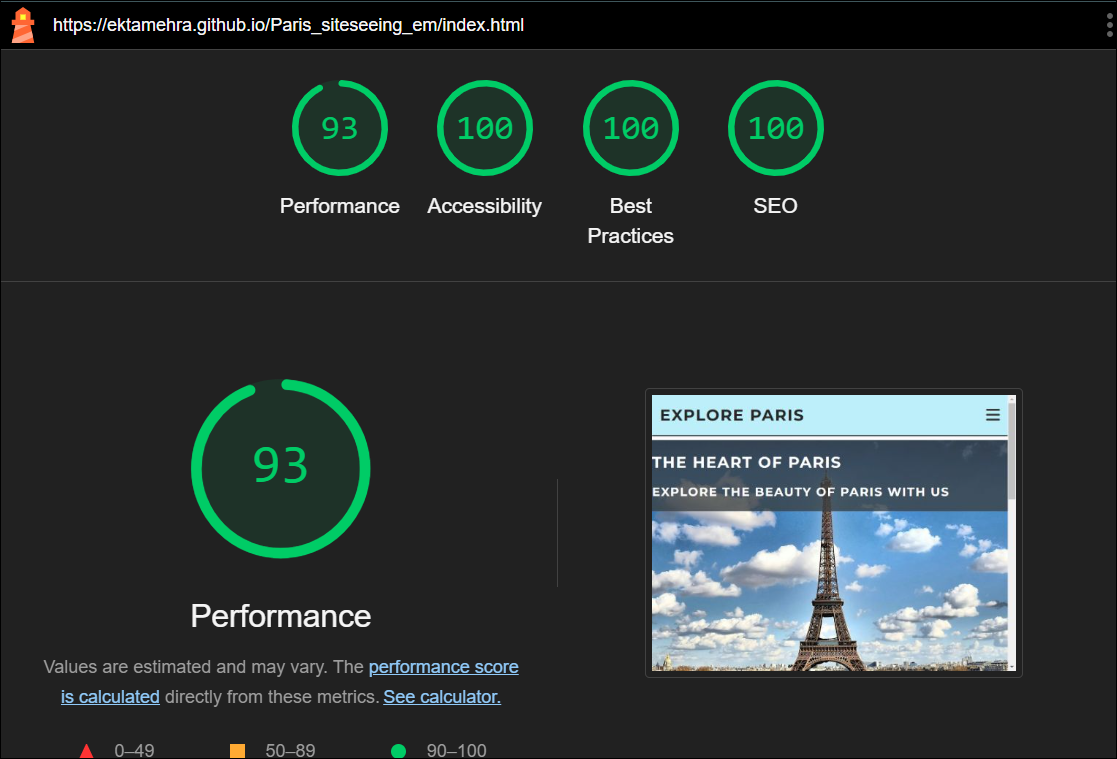 https://ektamehra.github.io/Paris_siteseeing_em/index.html
93
100
100
100
Performance
Accessibility
Best
Practices
SEO
93
Performance
Values are estimated and may vary. The performance score
is calculated directly from these metrics. See calculator.
0–49
50–89
90–100
EXPLORE PARIS
THE HEART OF PARIS
EXPLORE THE BEAUTY OF PARIS WITH US